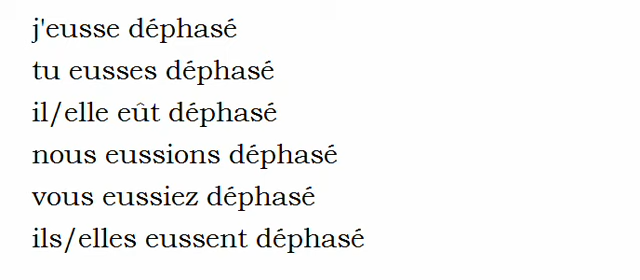 j'eusse déphasé
tu eusses déphasé
il/elle eût déphasé
nous eussions déphasé
vous eussiez déphasé
ils/elles eussent déphasé